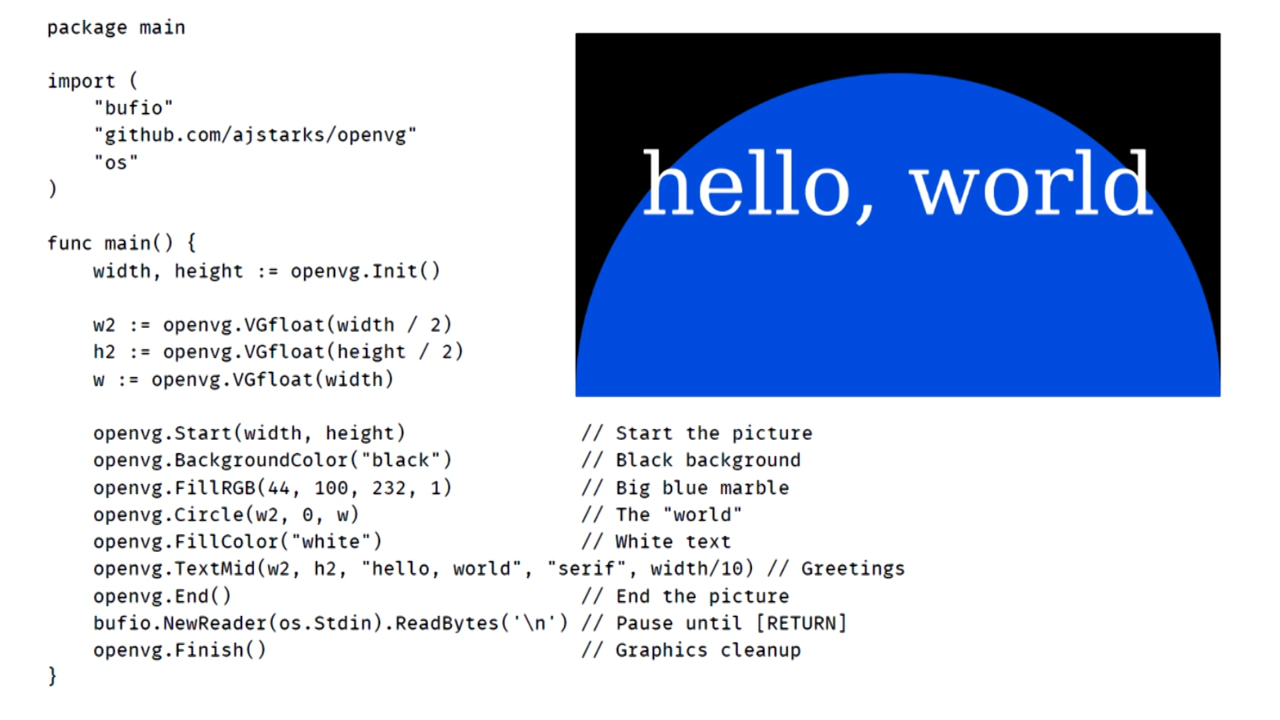 package main
import (
"bufio"
"github.com/ajstarks/openvg"
"os"
)
func main() {
width, height := openvg.Init()
w2 := openvg.VGfloat(width / 2)
h2 := openvg.VGfloat(height / 2)
w := openvg.VGfloat(width)
openvg.Start(width, height) // Start the picture
openvg.BackgroundColor("black") // Black background
openvg.FillRGB(44, 100, 232, 1) // Big blue marble
openvg.Circle(w2, 0, w) // The "world"
openvg.FillColor("white") // White text
openvg.TextMid(w2, h2, "hello, world", "serif", width/10) // Greetings
openvg.End() // End the picture
bufio.NewReader(os.Stdin).ReadBytes('\n') // Pause until [RETURN]
openvg.Finish() // Graphics cleanup
}
hello, world